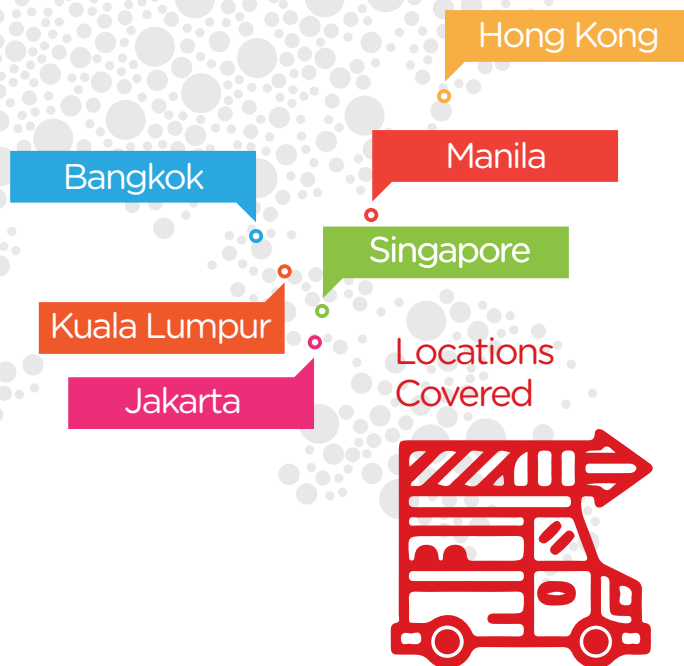 Hong Kong
Manila
Bangkok
Singapore
Kuala Lumpur
Jakarta
Locations
Covered